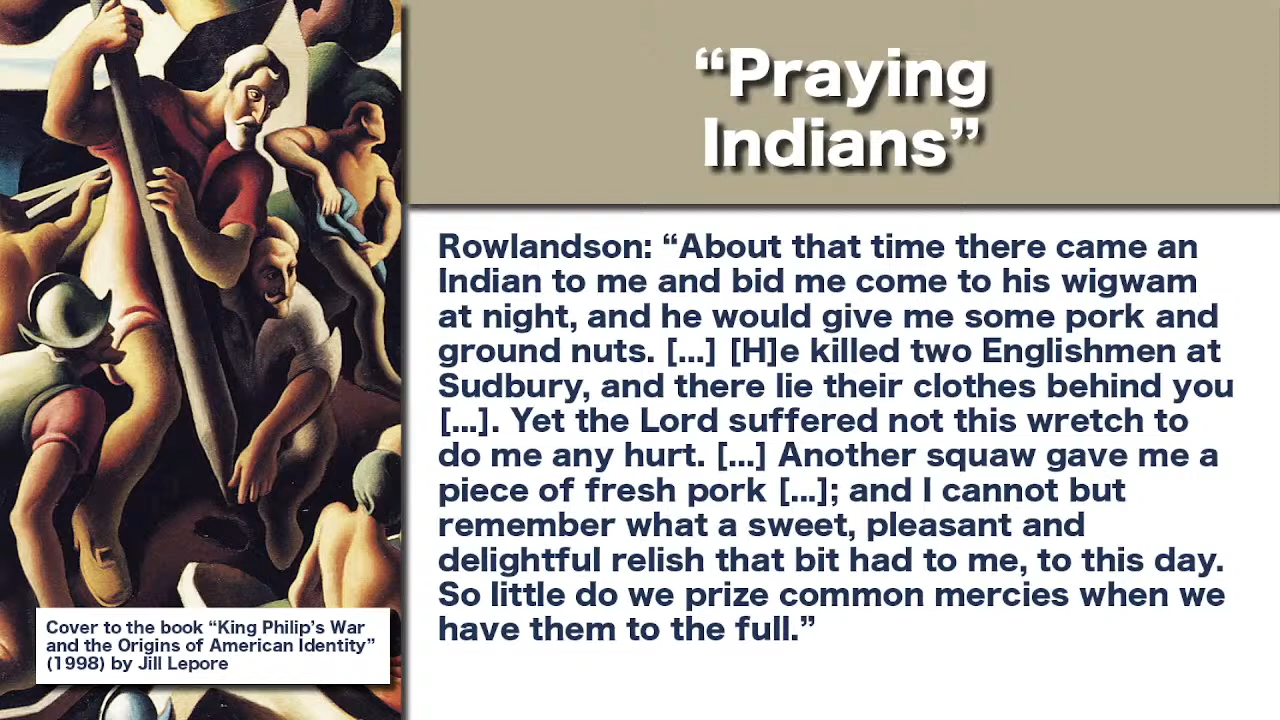 “Praying
Indians”
Rowlandson: “About that time there came an
Indian to me and bid me come to his wigwam
at night, and he would give me some pork and
ground nuts. [...] [H]e killed two Englishmen at
Sudbury, and there lie their clothes behind you
[...]. Yet the Lord suffered not this wretch to
do me any hurt. [...] Another squaw gave me a
piece of fresh pork [...]; and I cannot but
remember what a sweet, pleasant and
delightful relish that bit had to me, to this day.
So little do we prize common mercies when we
have them to the full.”
Cover to the book “King Philip’s War
and the Origins of American Identity”
(1998) by Jill Lepore